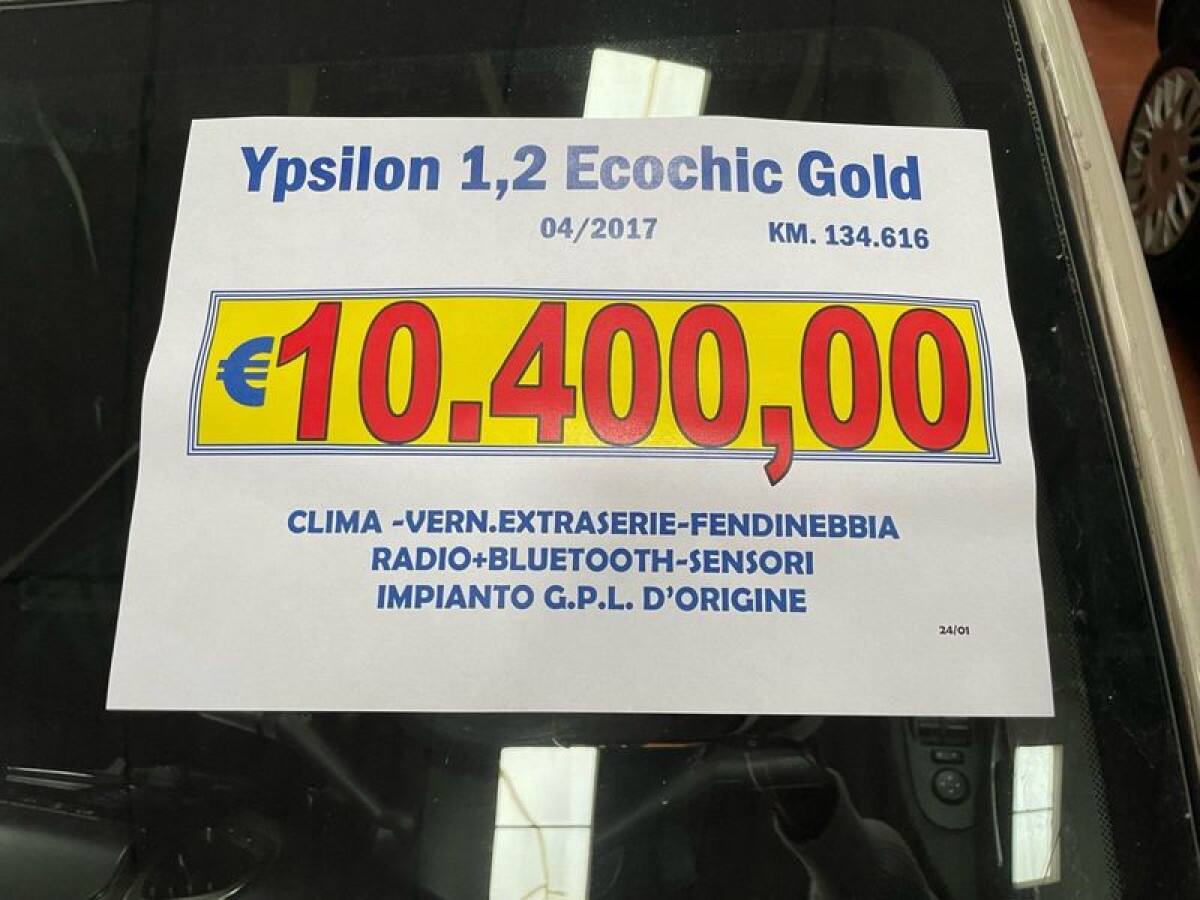 Ypsilon 1,2 Ecochic Gold
04/2017 KM. 134.616
€10.400,00
CLIMA -VERN.EXTRASERIE-FENDINEBBIA
RADIO+BLUETOOTH-SENSORI
IMPIANTO G.P.L. D'ORIGINE
24/01